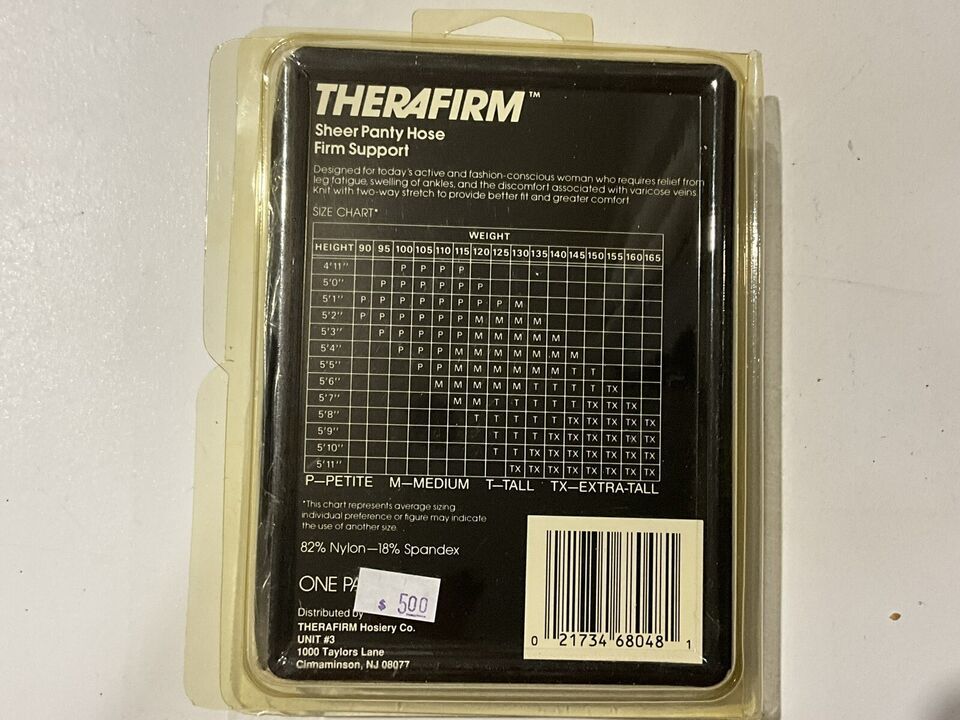 THERAFIRM™
Sheer Panty Hose
Firm Support
Designed for today's active and fashion-conscious woman who requires relief from
leg fatigue, swelling of ankles, and the discomfort associated with varicose veins.
Knit with two-way stretch to provide better fit and greater comfort.
SIZE CHART*
WEIGHT
HEIGHT 90 95 100 105 110 115 120 125 130 135 140 145 150 155 160 165
4'11" P P P P
5'0" P P P P P P
5'1" P P P P P P P P M
5'2" P P P P P P M M M M
5'3" P P P P P M M M M M
5'4" P P P M M M M M M M
5'5" P P M M M M M M T T
5'6" M M M M M T T T T TX
5'7" M M T T T T T TX TX TX
5'8" T T T T T TX TX TX TX TX
5'9" T T T TX TX TX TX TX TX
5'10" T T TX TX TX TX TX TX TX
5'11" TX TX TX TX TX TX TX TX
P—PETITE M—MEDIUM T—TALL TX—EXTRA-TALL
*This chart represents average sizing
individual preference or figure may indicate
the use of another size.
82% Nylon—18% Spandex
ONE PA
$ 5.00
Distributed by
THERAFIRM Hosiery Co.
UNIT #3
1000 Taylors Lane
Cinnaminson, NJ 08077
0 21734 68048 1